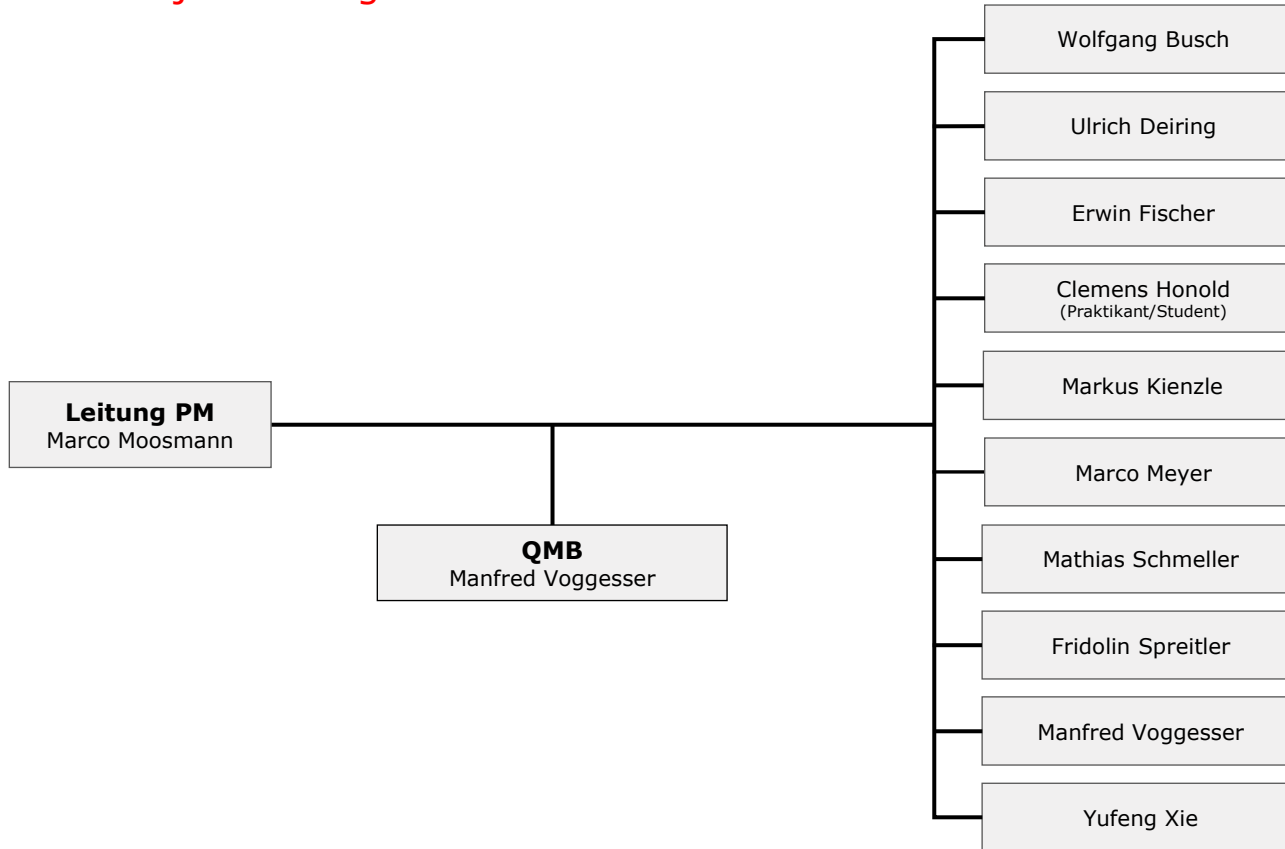 Wolfgang Busch
Ulrich Deiring
Erwin Fischer
Clemens Honold
(Praktikant/Student)
Markus Kienzle
Leitung PM
Marco Moosmann
Marco Meyer
QMB
Manfred Voggesser
Mathias Schmeller
Fridolin Spreitler
Manfred Voggesser
Yufeng Xie